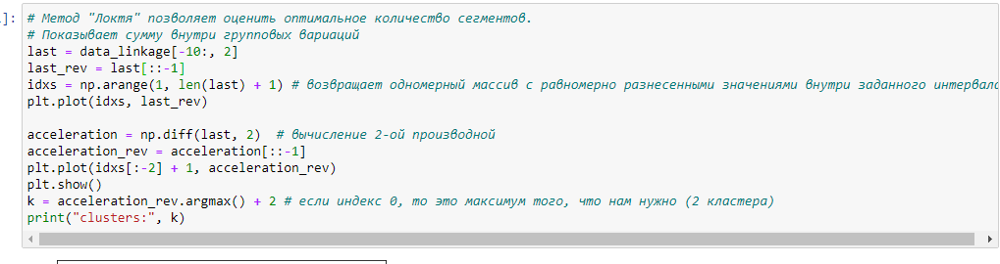 ]:
# Метод "Локтя" позволяет оценить оптимальное количество сегментов.
# Показывает сумму внутри групповых вариаций
last = data_linkage[-10:, 2]
last_rev = last[::-1]
idxs = np.arange(1, len(last) + 1) # возвращает одномерный массив с равномерно разнесенными значениями внутри заданного интервала
plt.plot(idxs, last_rev)
acceleration = np.diff(last, 2)  # вычисление 2-ой производной
acceleration_rev = acceleration[::-1]
plt.plot(idxs[:-2] + 1, acceleration_rev)
plt.show()
k = acceleration_rev.argmax() + 2 # если индекс 0, то это максимум того, что нам нужно (2 кластера)
print("clusters:", k)